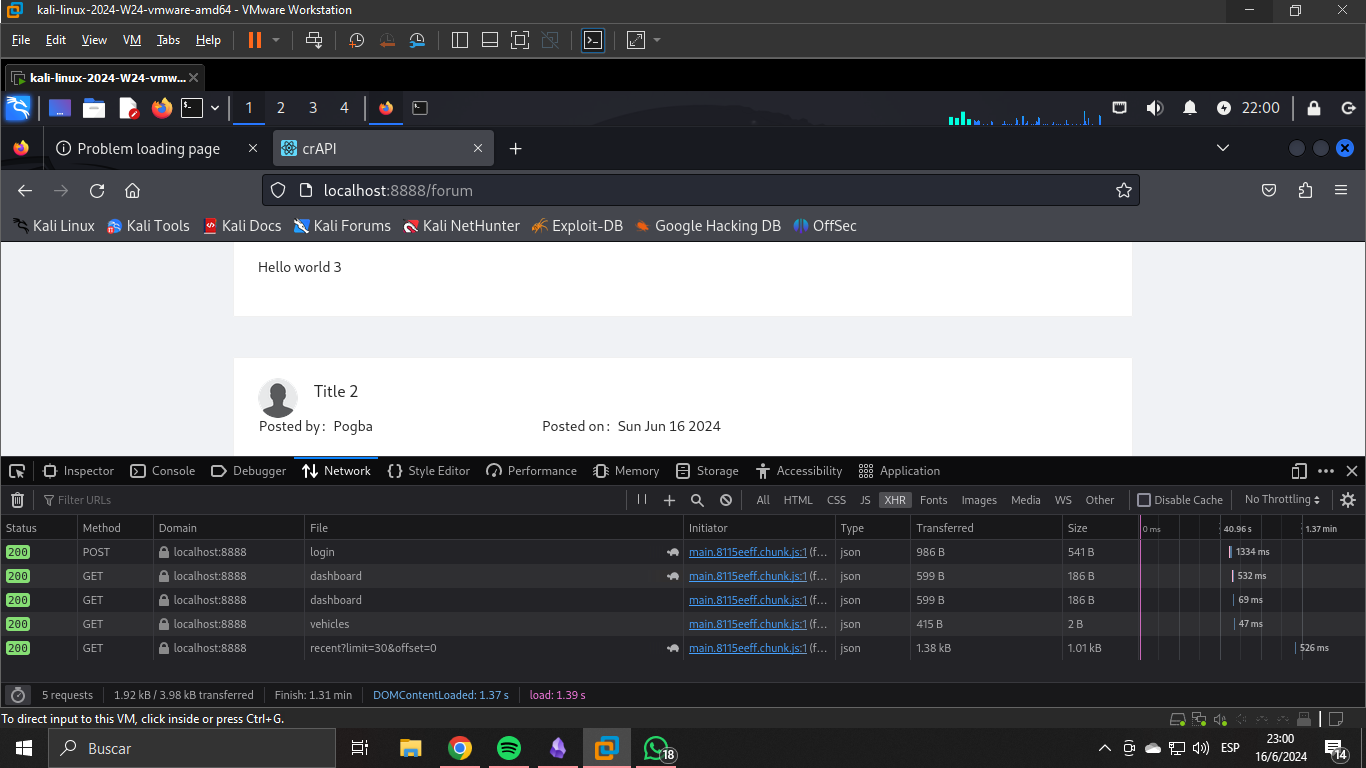 kali-linux-2024-W24-vmware-amd64 - VMware Workstation
File Edit View VM Tabs Help
kali-linux-2024-W24-vmw...
1 2 3 4 22:00
Problem loading page crAPI
localhost:8888/forum
Kali Linux Kali Tools Kali Docs Kali Forums Kali NetHunter Exploit-DB Google Hacking DB OffSec
Hello world 3
Title 2
Posted by: Pogba Posted on: Sun Jun 16 2024
Inspector Console Debugger Network Style Editor Performance Memory Storage Accessibility Application
Filter URLs All HTML CSS JS XHR Fonts Images Media WS Other Disable Cache No Throttling
Status Method Domain File Initiator Type Transferred Size 0 ms 40.96 s 1.37 min
200 POST localhost:8888 login main.8115eeff.chunk.js:1 (f... json 986 B 541 B 1334 ms
200 GET localhost:8888 dashboard main.8115eeff.chunk.js:1 (f... json 599 B 186 B 532 ms
200 GET localhost:8888 dashboard main.8115eeff.chunk.js:1 (f... json 599 B 186 B 69 ms
200 GET localhost:8888 vehicles main.8115eeff.chunk.js:1 (f... json 415 B 2 B 47 ms
200 GET localhost:8888 recent?limit=30&offset=0 main.8115eeff.chunk.js:1 (f... json 1.38 kB 1.01 kB 526 ms
5 requests 1.92 kB / 3.98 kB transferred Finish: 1.31 min DOMContentLoaded: 1.37 s load: 1.39 s
To direct input to this VM, click inside or press Ctrl+G.
Buscar 18 ESP 23:00 14
16/6/2024